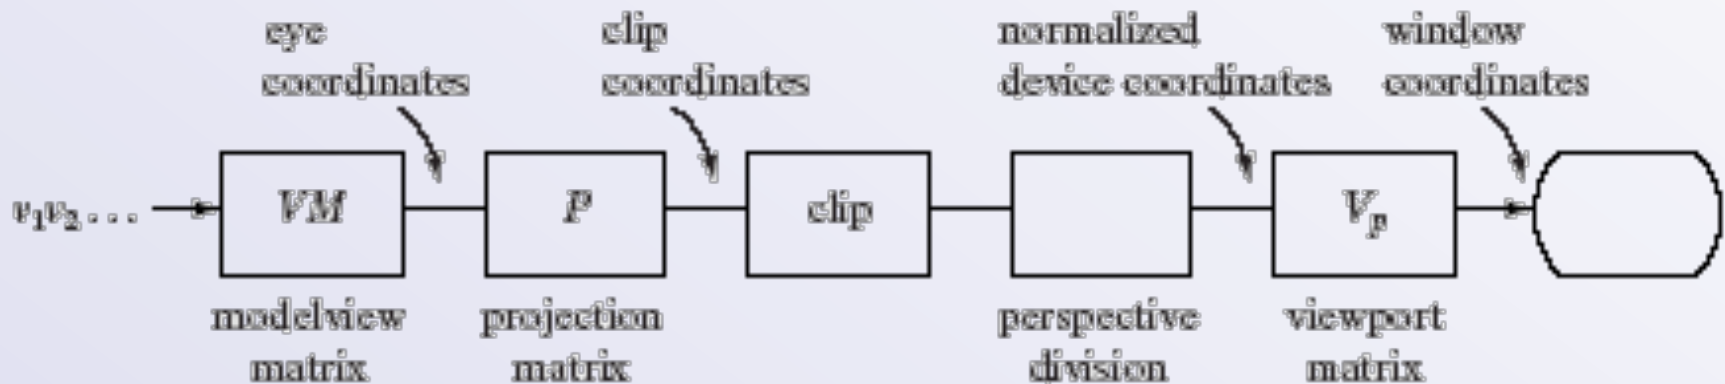 eye
coordinates
clip
coordinates
normalized
device coordinates
window
coordinates
v₁v₂...
VM
P
clip
Vₚ
modelview
matrix
projection
matrix
perspective
division
viewport
matrix